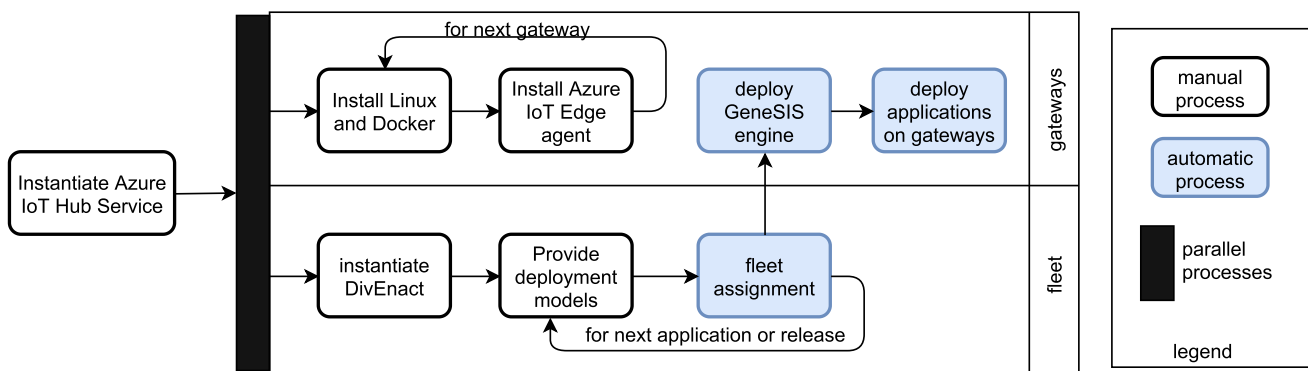 Instantiate Azure
IoT Hub Service
for next gateway
Install Linux
and Docker
Install Azure
IoT Edge
agent
deploy
GeneSIS
engine
deploy
applications
on gateways
gateways
instantiate
DivEnact
Provide
deployment
models
fleet
assignment
for next application or release
fleet
manual
process
automatic
process
parallel
processes
legend